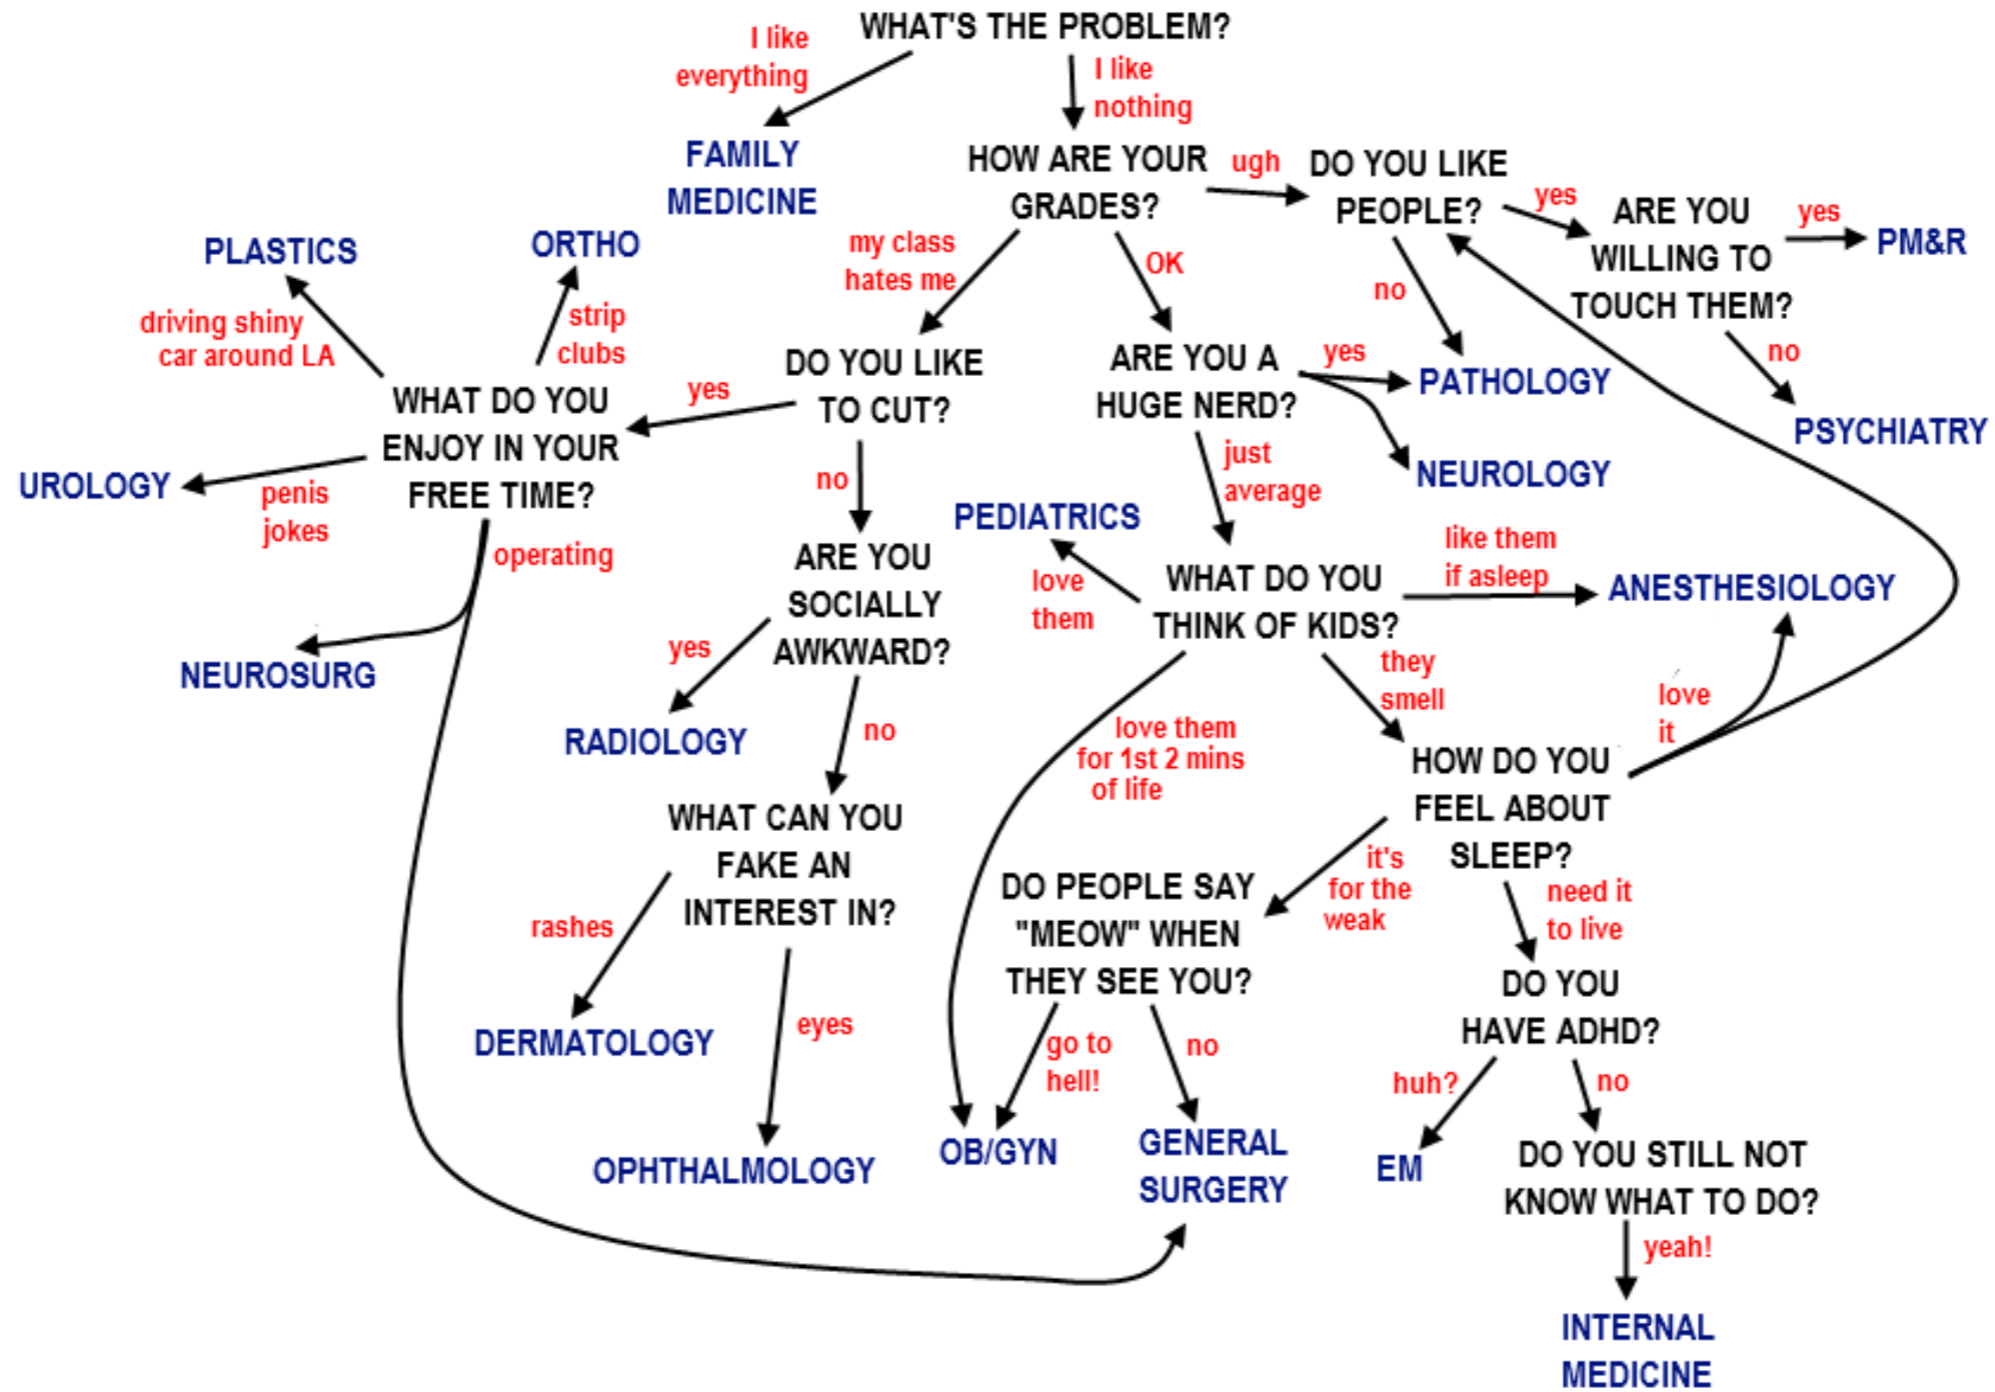 WHAT'S THE PROBLEM?
I like
everything
I like
nothing
FAMILY
MEDICINE
HOW ARE YOUR
GRADES?
ugh
DO YOU LIKE
PEOPLE?
yes
ARE YOU
WILLING TO
TOUCH THEM?
yes
PM&R
no
PSYCHIATRY
no
my class
hates me
OK
PLASTICS
ORTHO
driving shiny
car around LA
strip
clubs
WHAT DO YOU
ENJOY IN YOUR
FREE TIME?
yes
DO YOU LIKE
TO CUT?
ARE YOU A
HUGE NERD?
yes
PATHOLOGY
NEUROLOGY
UROLOGY
penis
jokes
operating
NEUROSURG
no
just
average
ARE YOU
SOCIALLY
AWKWARD?
yes
RADIOLOGY
no
PEDIATRICS
love
them
WHAT DO YOU
THINK OF KIDS?
like them
if asleep
ANESTHESIOLOGY
they
smell
love them
for 1st 2 mins
of life
love
it
HOW DO YOU
FEEL ABOUT
SLEEP?
WHAT CAN YOU
FAKE AN
INTEREST IN?
rashes
DERMATOLOGY
eyes
OPHTHALMOLOGY
it's
for the
weak
DO PEOPLE SAY
"MEOW" WHEN
THEY SEE YOU?
go to
hell!
no
OB/GYN
GENERAL
SURGERY
need it
to live
DO YOU
HAVE ADHD?
huh?
no
EM
DO YOU STILL NOT
KNOW WHAT TO DO?
yeah!
INTERNAL
MEDICINE